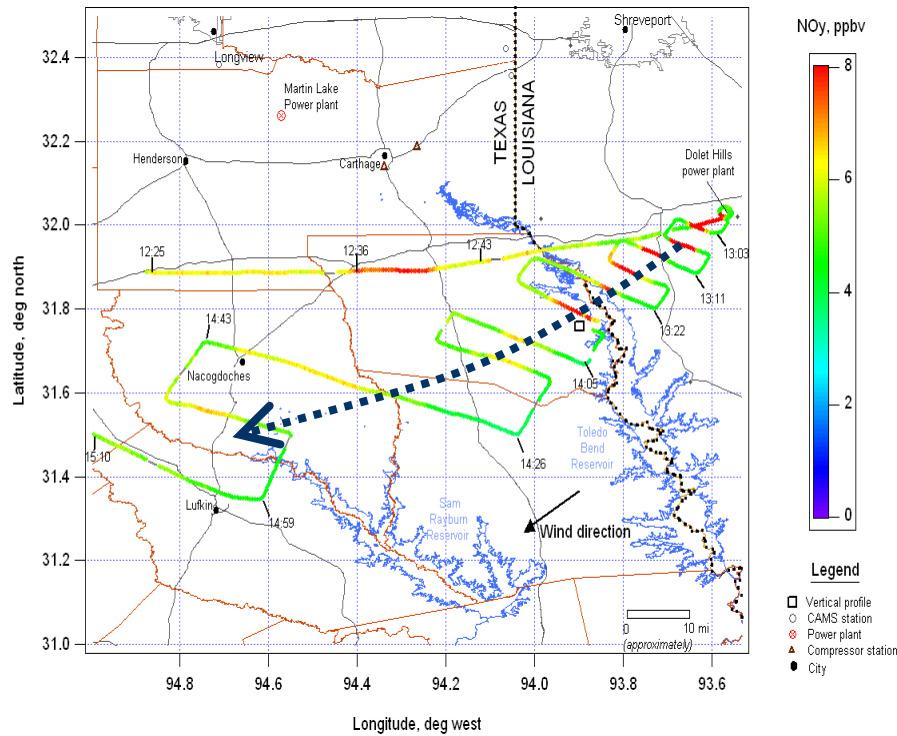 NOy, ppbv
8
6
4
2
0
Latitude, deg north
32.4
32.2
32.0
31.8
31.6
31.4
31.2
31.0
Shreveport
Longview
Martin Lake
Power plant
TEXAS
LOUISIANA
Henderson
Carthage
Dolet Hills
power plant
12:25
12:36
12:43
13:03
13:11
13:22
14:05
14:26
14:43
Nacogdoches
15:10
Lufkin
14:59
Toledo
Bend
Reservoir
Sam
Rayburn
Reservoir
Wind direction
0
10 mi
(approximately)
94.8
94.6
94.4
94.2
94.0
93.8
93.6
Longitude, deg west
Legend
Vertical profile
CAMS station
Power plant
Compressor station
City